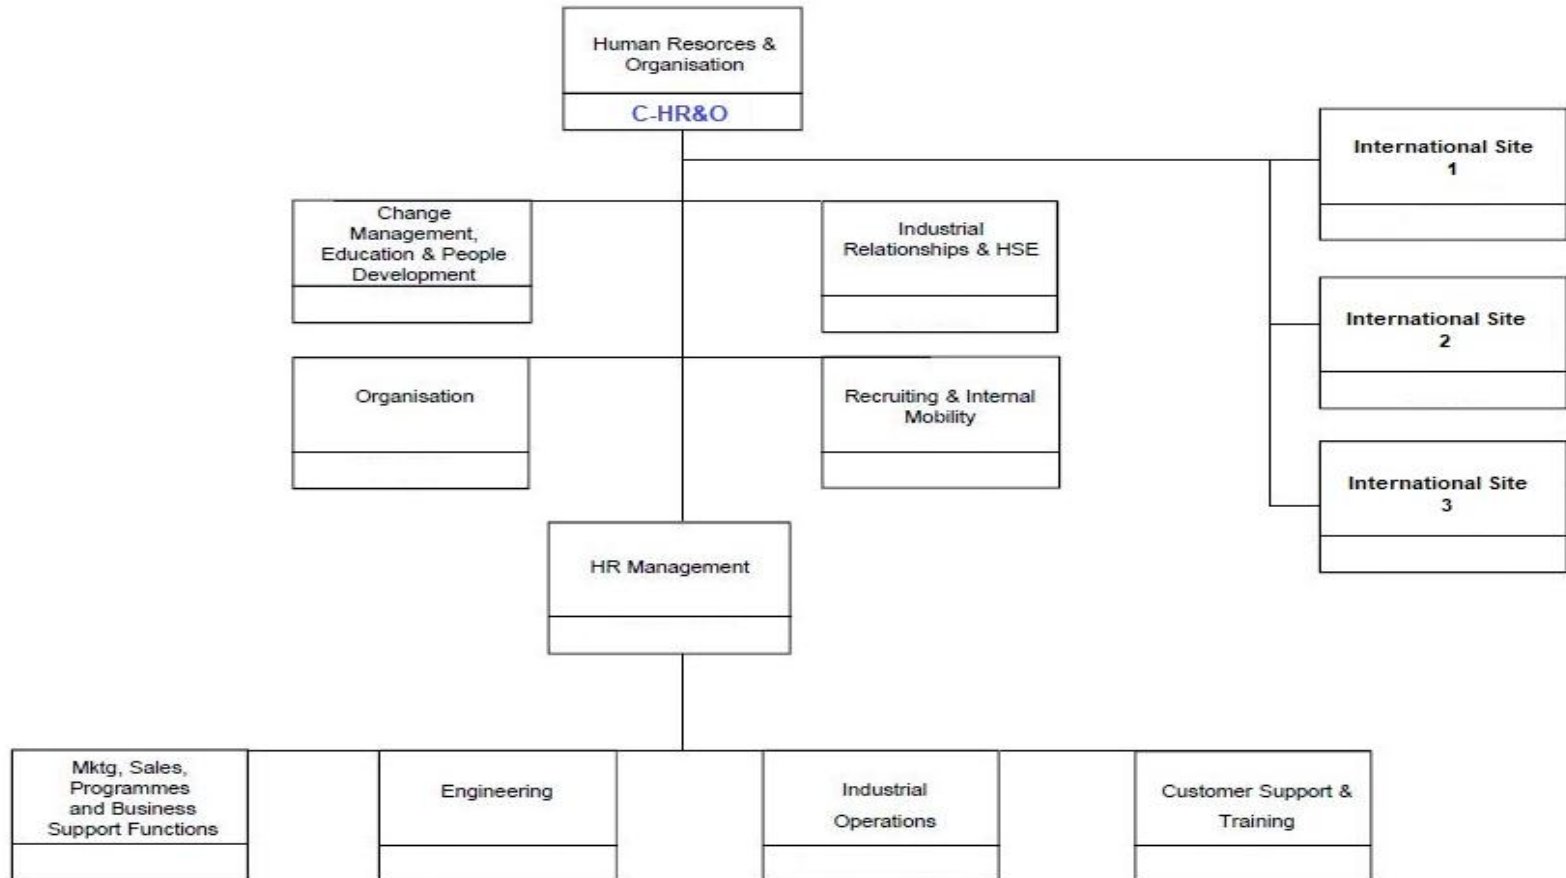 Human Resorces &
Organisation
C-HR&O
International Site
1
Change
Management,
Education & People
Development
Industrial
Relationships & HSE
International Site
2
Organisation
Recruiting & Internal
Mobility
International Site
3
HR Management
Mktg, Sales,
Programmes
and Business
Support Functions
Engineering
Industrial
Operations
Customer Support &
Training